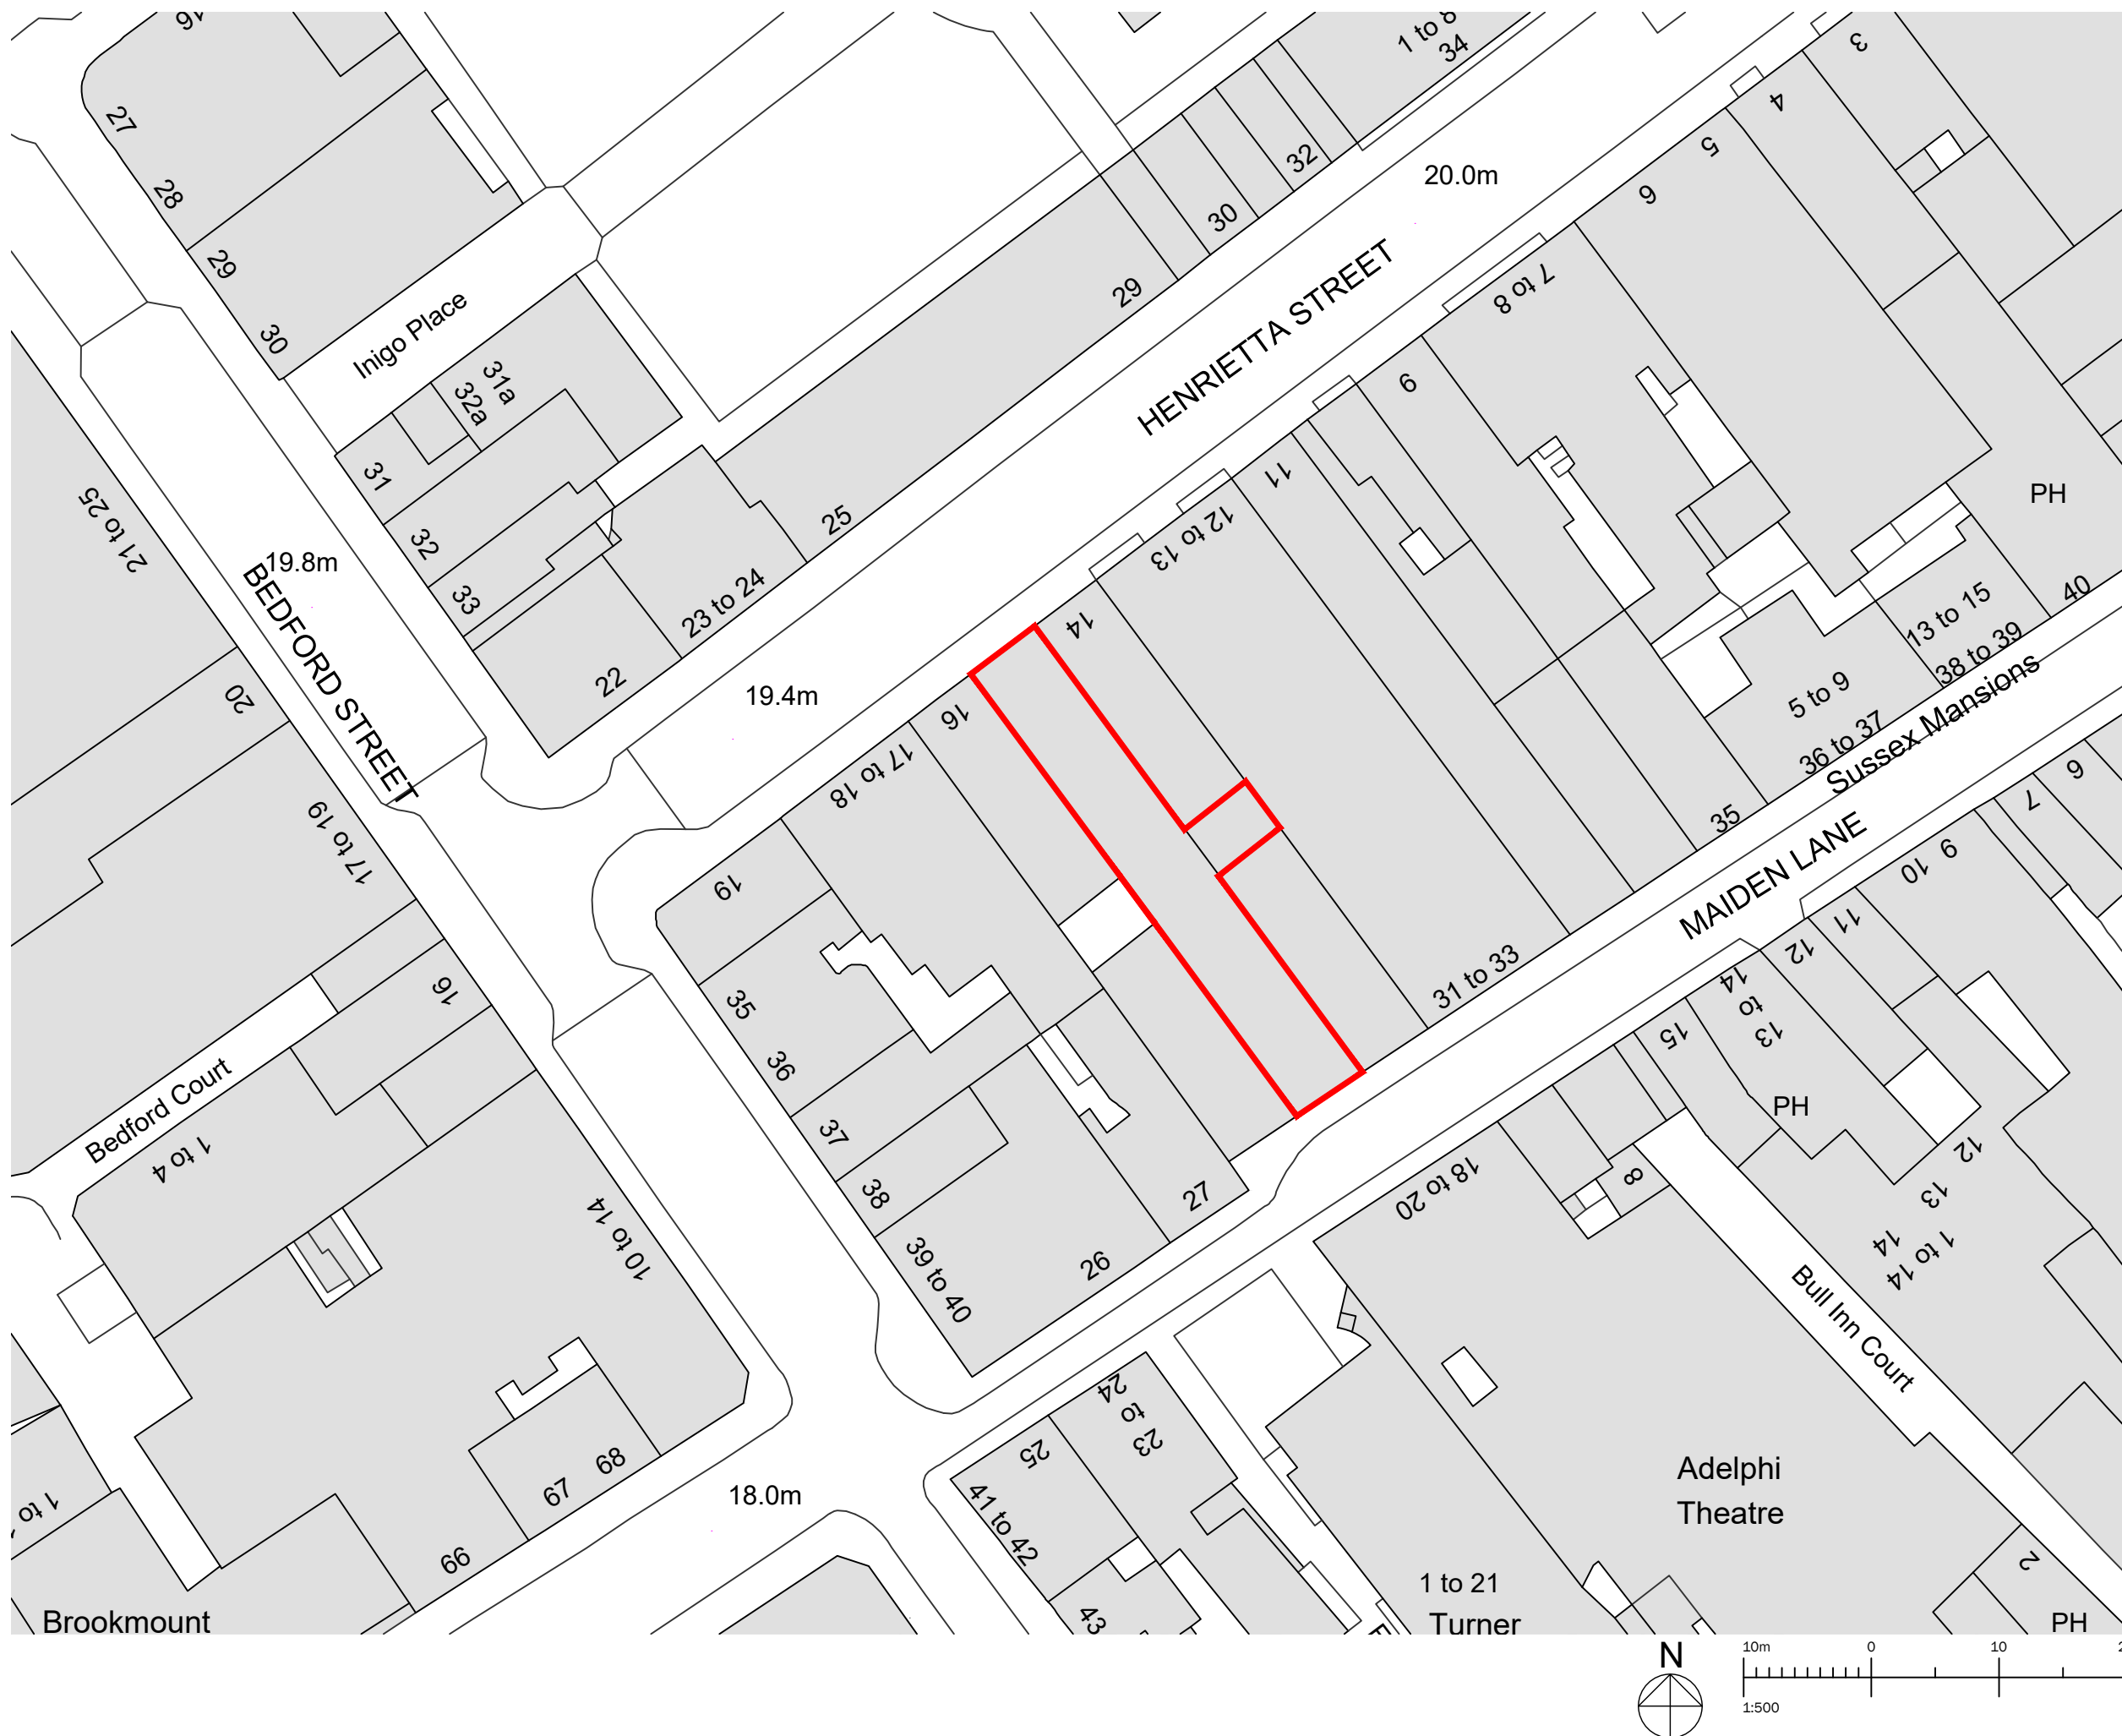 27
28
29
30
Inigo Place
31a
32a
31
32
33
23 to 24
22
25
29
30
32
1 to 8
34
20.0m
HENRIETTA STREET
3
4
5
6
7 to 8
9
11
12 to 13
14
16
17 to 18
19
19.4m
19.8m
BEDFORD STREET
21 to 25
20
17 to 19
16
Bedford Court
1 to 4
10 to 14
35
36
37
38
39 to 40
26
27
31 to 33
35
36 to 37
5 to 9
38 to 39
13 to 15
40
PH
Sussex Mansions
MAIDEN LANE
6
7
9
10
11
12
14
to
13
15
PH
18 to 20
8
12
13
14
1 to 14
Bull Inn Court
Adelphi
Theatre
24
to
23
25
41 to 42
43
1 to 21
Turner
2
PH
18.0m
68
67
66
Brookmount
N
10m
0
10
1:500